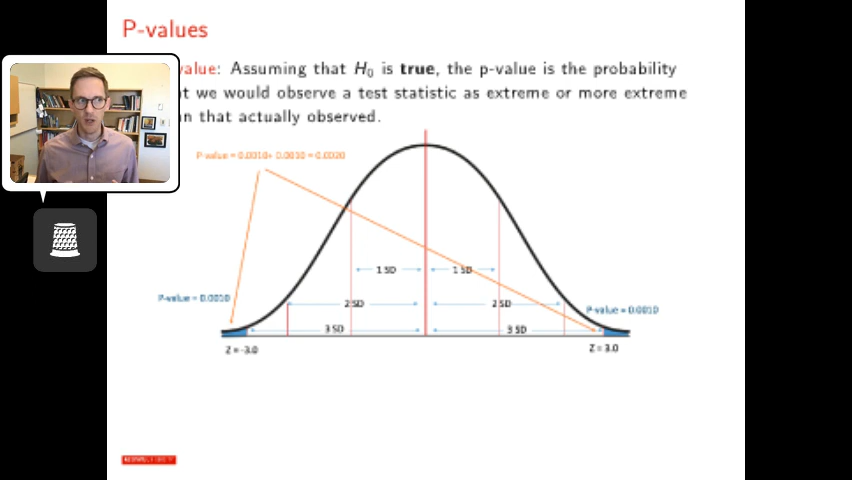 P-values
value: Assuming that H0 is true, the p-value is the probability
t we would observe a test statistic as extreme or more extreme
n that actually observed.
P-value = 0.0010+ 0.0010 = 0.0020
1 SD
1 SD
P-value = 0.0010
2 SD
2 SD
P-value = 0.0010
3 SD
3 SD
Z = -3.0
Z = 3.0